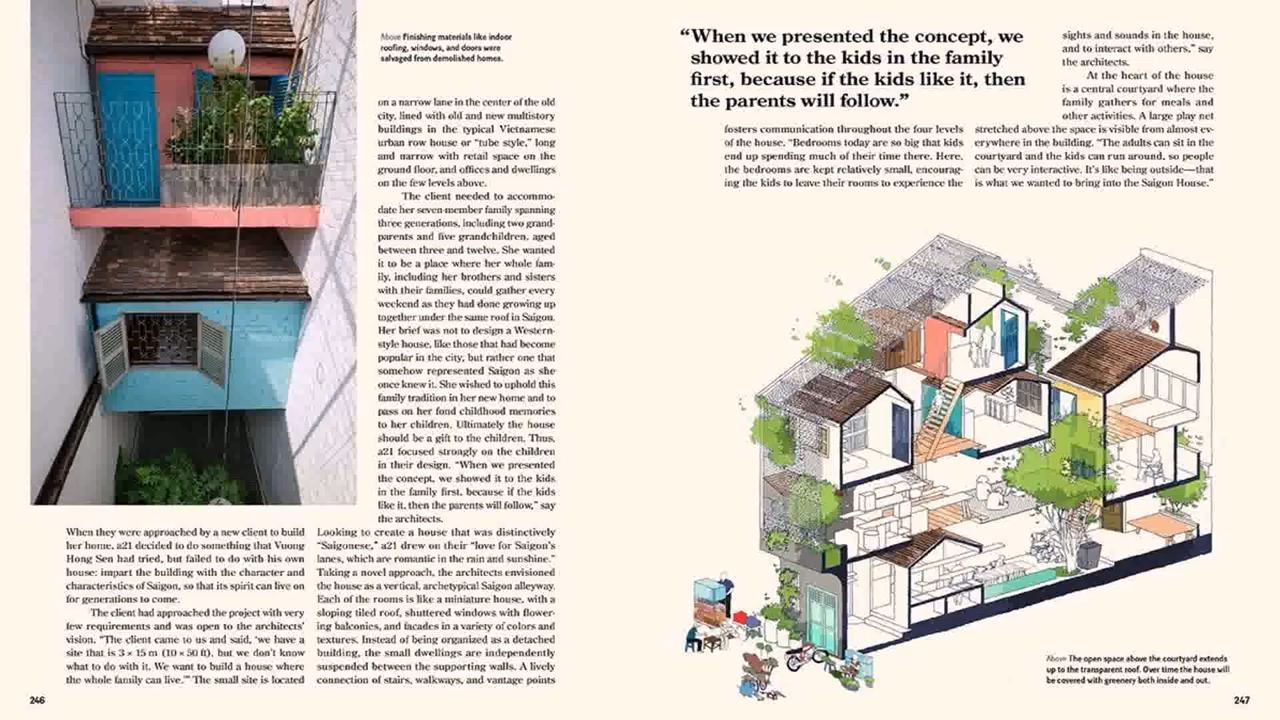 Above Finishing materials like indoor
roofing, windows, and doors were
salvaged from demolished homes.
When they were approached by a new client to build
her home, a21 decided to do something that Vuong
Hong Sen had tried, but failed to do with his own
house: impart the building with the character and
characteristics of Saigon, so that its spirit can live on
for generations to come.
The client had approached the project with very
few requirements and was open to the architects'
vision. "The client came to us and said, 'we have a
site that is 3 × 15 m (10 × 50 ft), but we don't know
what to do with it. We want to build a house where
the whole family can live.'" The small site is located
on a narrow lane in the center of the old
city, lined with old and new multistory
buildings in the typical Vietnamese
urban row house or "tube style," long
and narrow with retail space on the
ground floor, and offices and dwellings
on the few levels above.
The client needed to accommo-
date her seven-member family spanning
three generations, including two grand-
parents and five grandchildren, aged
between three and twelve. She wanted
it to be a place where her whole fam-
ily, including her brothers and sisters
with their families, could gather every
weekend as they had done growing up
together under the same roof in Saigon.
Her brief was not to design a Western-
style house, like those that had become
popular in the city, but rather one that
somehow represented Saigon as she
once knew it. She wished to uphold this
family tradition in her new home and to
pass on her fond childhood memories
to her children. Ultimately the house
should be a gift to the children. Thus,
a21 focused strongly on the children
in their design. "When we presented
the concept, we showed it to the kids
in the family first, because if the kids
like it, then the parents will follow," say
the architects.
Looking to create a house that was distinctively
"Saigonese," a21 drew on their "love for Saigon's
lanes, which are romantic in the rain and sunshine."
Taking a novel approach, the architects envisioned
the house as a vertical, archetypical Saigon alleyway.
Each of the rooms is like a miniature house, with a
sloping tiled roof, shuttered windows with flower-
ing balconies, and facades in a variety of colors and
textures. Instead of being organized as a detached
building, the small dwellings are independently
suspended between the supporting walls. A lively
connection of stairs, walkways, and vantage points
246
"When we presented the concept, we
showed it to the kids in the family
first, because if the kids like it, then
the parents will follow."
fosters communication throughout the four levels
of the house. "Bedrooms today are so big that kids
end up spending much of their time there. Here,
the bedrooms are kept relatively small, encourag-
ing the kids to leave their rooms to experience the
sights and sounds in the house,
and to interact with others," say
the architects.
At the heart of the house
is a central courtyard where the
family gathers for meals and
other activities. A large play net
stretched above the space is visible from almost ev-
erywhere in the building. "The adults can sit in the
courtyard and the kids can run around, so people
can be very interactive. It's like being outside—that
is what we wanted to bring into the Saigon House."
Above The open space above the courtyard extends
up to the transparent roof. Over time the house will
be covered with greenery both inside and out.
247